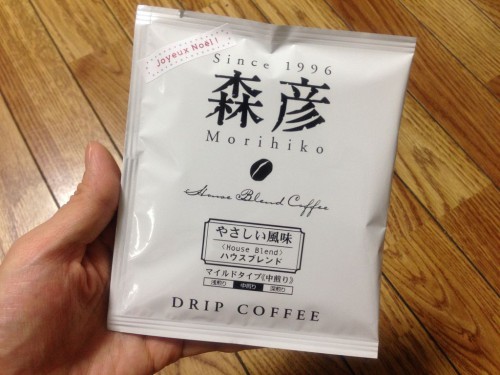 Joyeux Noël!
Since 1996
森彦
Morihiko
House Blend Coffee
やさしい風味
〈House Blend〉
ハウスブレンド
マイルドタイプ《中煎り》
浅煎り 中煎り 深煎り
DRIP COFFEE